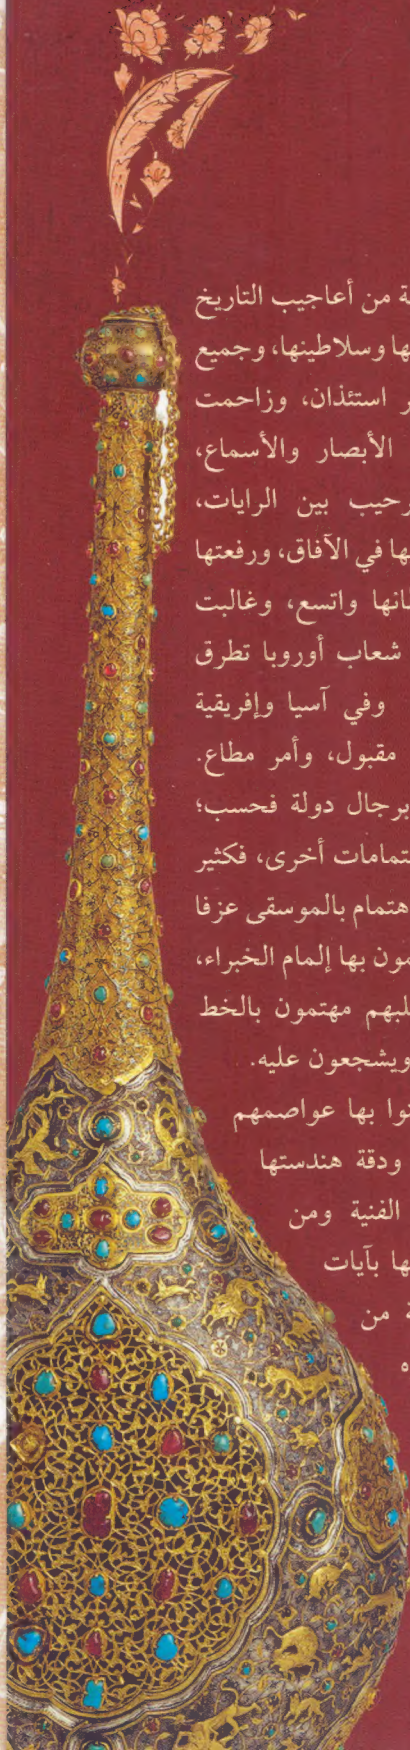 ة من أعاجيب التاريخ
ها وسلاطينها، وجميع
ر استئذان، وزاحمت
الأبصار والأسماع،
رحيب بين الرايات،
ها في الآفاق، ورفعتها
انها واتسع، وغالبت
شعاب أوروبا تطرق
وفي آسيا وإفريقية
مقبول، وأمر مطاع.
برجال دولة فحسب؛
تمامات أخرى، فكثير
هتمام بالموسقى عزفا
مون بها إلمام الخبراء،
لبهم مهتمون بالخط
ويشجعون عليه.
نوا بها عواصمهم
ودقة هندستها
الفنية ومن
ها بآيات
ة من
ه